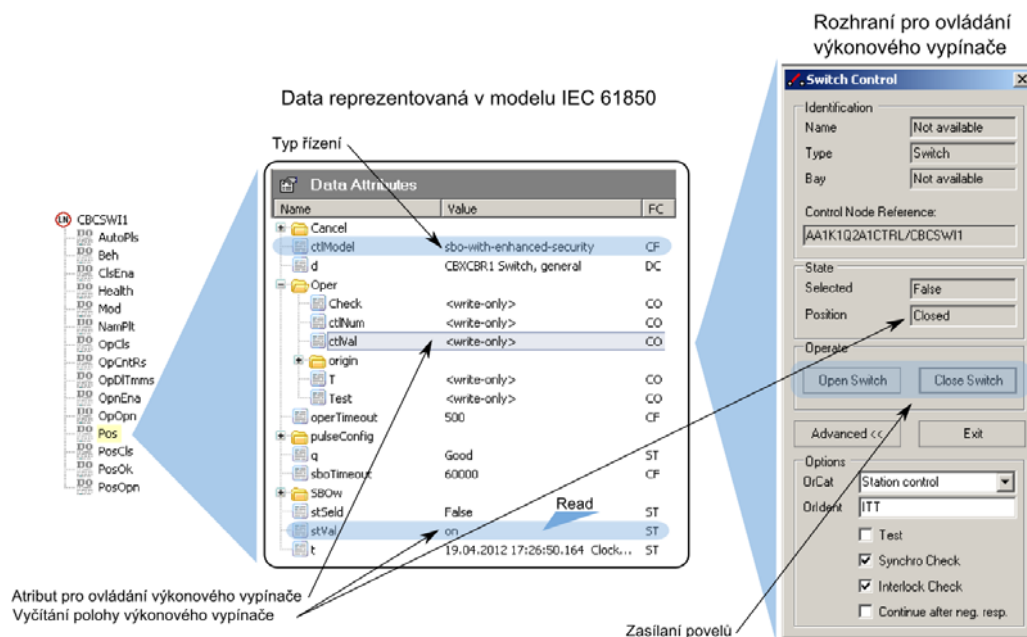 Rozhraní pro ovládání
výkonového vypínače
Data reprezentovaná v modelu IEC 61850
Typ řízení
LN CBCSWI1
DO AutoPls
DO Beh
DO ClsEna
DO Health
DO Mod
DO NamPlt
DO OpCls
DO OpCntRs
DO OpDlTmms
DO OpnEna
DO OpOpn
DO Pos
DO PosCls
DO PosOk
DO PosOpn
Data Attributes
Name Value FC
Cancel
ctlModel sbo-with-enhanced-security CF
d CBXCBR1 Switch, general DC
Oper
Check <write-only> CO
ctlNum <write-only> CO
ctlVal <write-only> CO
origin
T <write-only> CO
Test <write-only> CO
operTimeout 500 CF
pulseConfig
q Good ST
sboTimeout 60000 CF
SBOw
stSeld False ST
Read
stVal on ST
t 19.04.2012 17:26:50.164 Clock... ST
Atribut pro ovládání výkonového vypínače
Vyčítání polohy výkonového vypínače
Zasílaní povelů
Switch Control
Identification
Name Not available
Type Switch
Bay Not available
Control Node Reference:
AA1K1Q2A1CTRL/CBCSWI1
State
Selected False
Position Closed
Operate
Open Switch Close Switch
Advanced << Exit
Options
OrCat Station control
OrIdent ITT
Test
Synchro Check
Interlock Check
Continue after neg. resp.